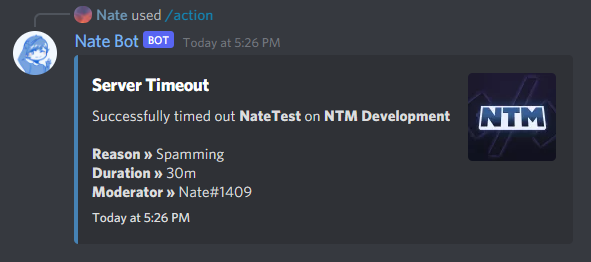 Nate used /action
Nate Bot BOT Today at 5:26 PM
Server Timeout
Successfully timed out NateTest on NTM Development
NTM
Reason » Spamming
Duration » 30m
Moderator » Nate#1409
Today at 5:26 PM